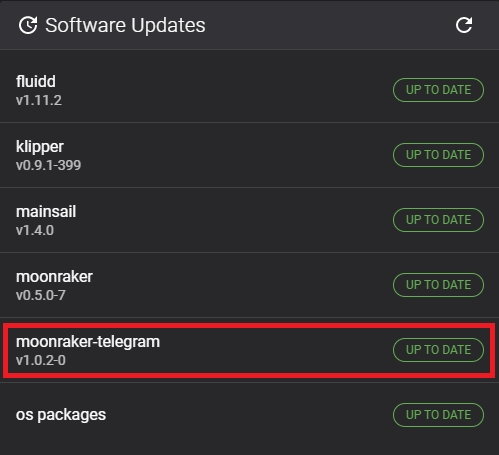 Software Updates
fluidd
v1.11.2
UP TO DATE
klipper
v0.9.1-399
UP TO DATE
mainsail
v1.4.0
UP TO DATE
moonraker
v0.5.0-7
UP TO DATE
moonraker-telegram
v1.0.2-0
UP TO DATE
os packages
UP TO DATE